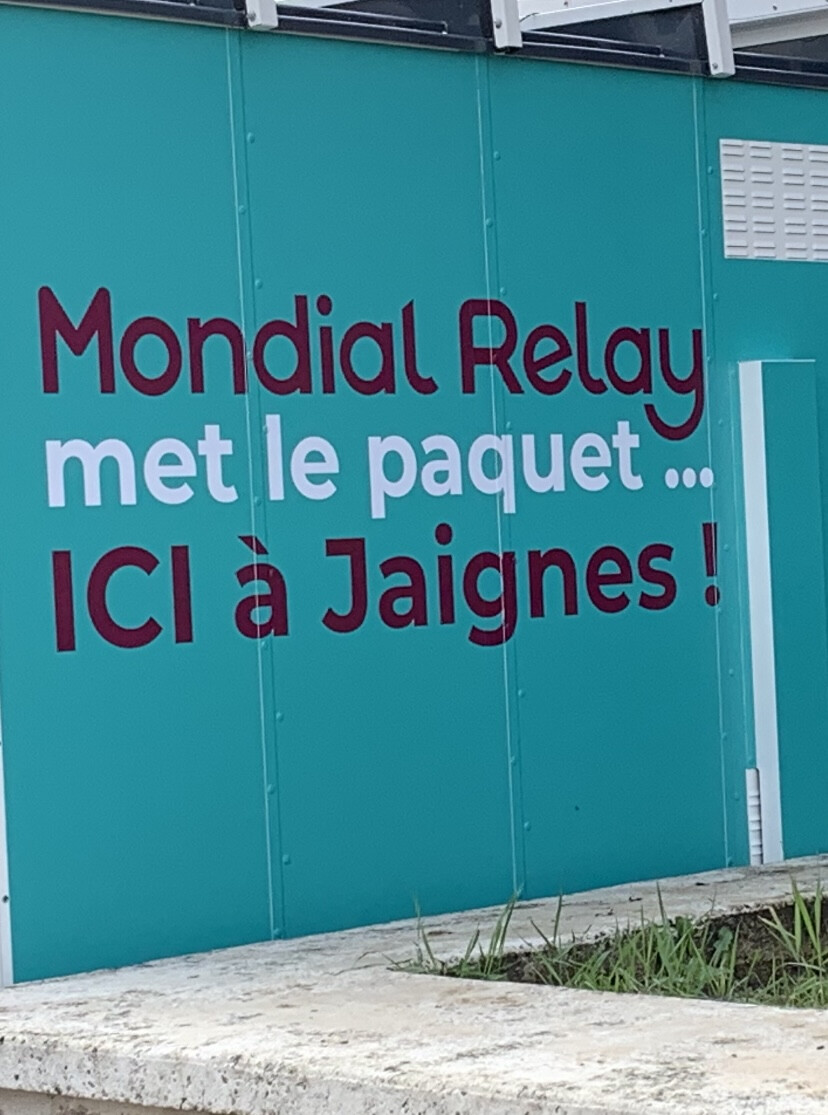 Mondial Relay
met le paquet ...
ICI à Jaignes !